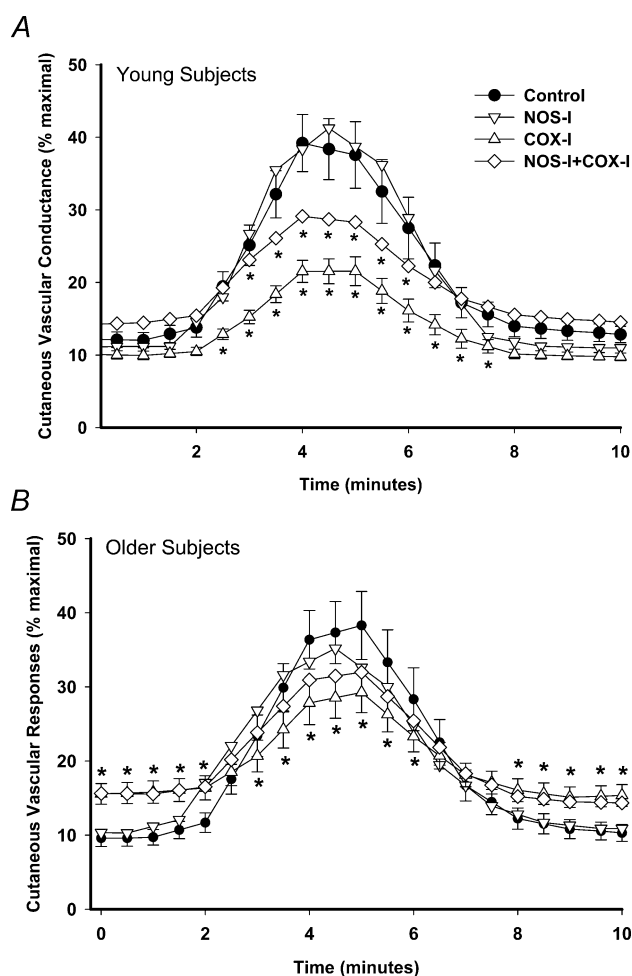 A
Cutaneous Vascular Conductance (% maximal)
50
40
30
20
10
0
Young Subjects
Control
NOS-I
COX-I
NOS-I+COX-I
* * * * * * *
* * * * * * * * * * *
2 4 6 8 10
Time (minutes)
B
Cutaneous Vascular Responses (% maximal)
50
40
30
20
10
0
Older Subjects
* * * * *
* * * * * * *
* * * * *
0 2 4 6 8 10
Time (minutes)